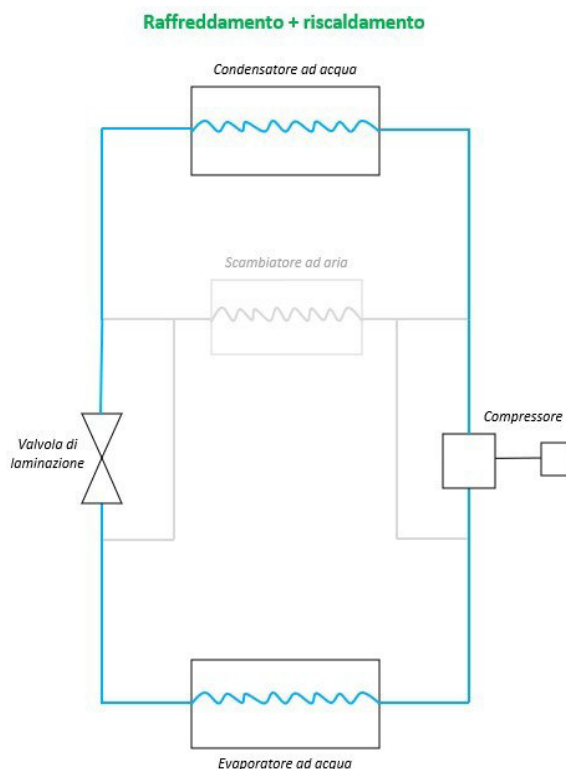 Raffreddamento + riscaldamento
Condensatore ad acqua
Scambiatore ad aria
Compressore
Valvola di
laminazione
Evaporatore ad acqua